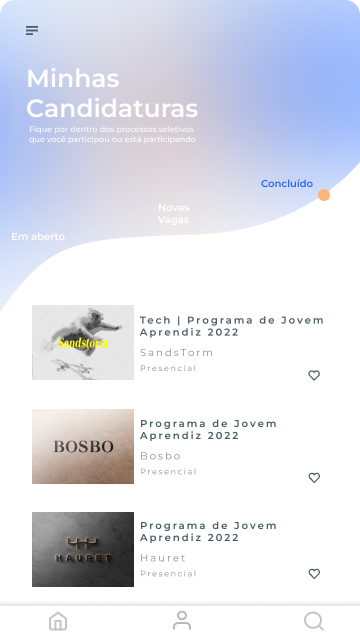 Minhas
Candidaturas
Fique por dentro dos processos seletivos
que você participou ou está participando
Concluído
Novas
Vagas
Em aberto
Sandstorm
Tech | Programa de Jovem
Aprendiz 2022
SandsTorm
Presencial
BOSBO
Programa de Jovem
Aprendiz 2022
Bosbo
Presencial
HAURET
Programa de Jovem
Aprendiz 2022
Hauret
Presencial